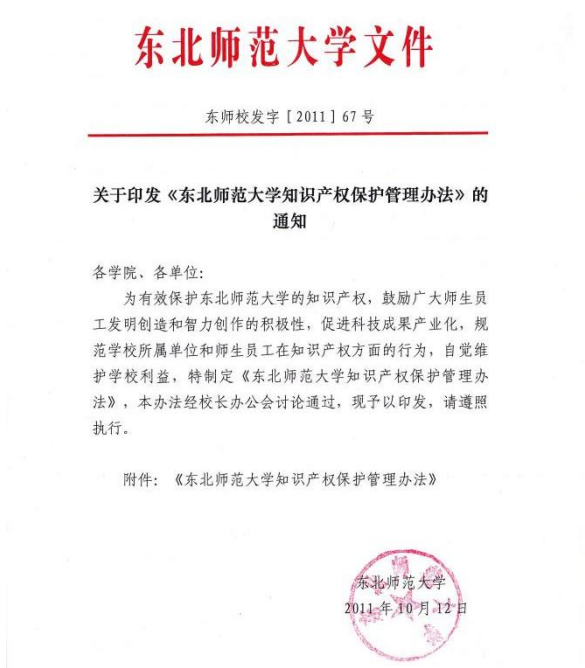 东北师范大学文件
东师校发字［2011］67 号
关于印发《东北师范大学知识产权保护管理办法》的
通知
各学院、各单位：
为有效保护东北师范大学的知识产权，鼓励广大师生员
工发明创造和智力创作的积极性，促进科技成果产业化，规
范学校所属单位和师生员工在知识产权方面的行为，自觉维
护学校利益，特制定《东北师范大学知识产权保护管理办
法》，本办法经校长办公会讨论通过，现予以印发，请遵照
执行。
附件：《东北师范大学知识产权保护管理办法》
东北师范大学
2011 年 10 月 12 日